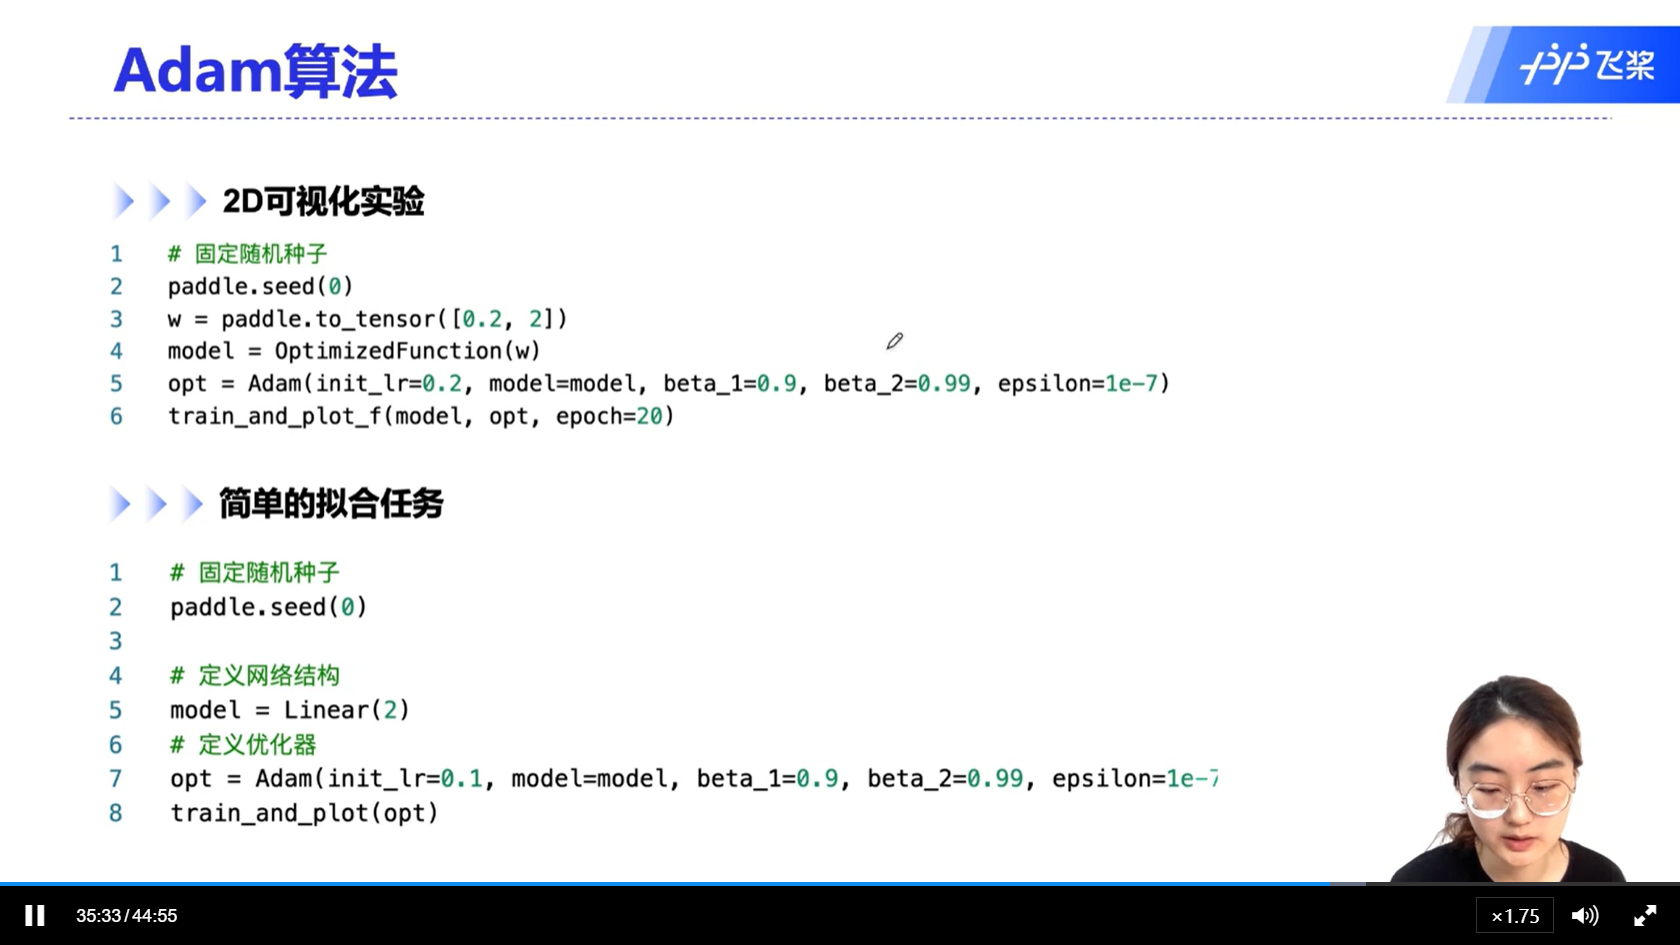 Adam算法
飞桨
2D可视化实验
1 # 固定随机种子
2 paddle.seed(0)
3 w = paddle.to_tensor([0.2, 2])
4 model = OptimizedFunction(w)
5 opt = Adam(init_lr=0.2, model=model, beta_1=0.9, beta_2=0.99, epsilon=1e-7)
6 train_and_plot_f(model, opt, epoch=20)
简单的拟合任务
1 # 固定随机种子
2 paddle.seed(0)
3
4 # 定义网络结构
5 model = Linear(2)
6 # 定义优化器
7 opt = Adam(init_lr=0.1, model=model, beta_1=0.9, beta_2=0.99, epsilon=1e-7
8 train_and_plot(opt)
35:33/44:55
×1.75